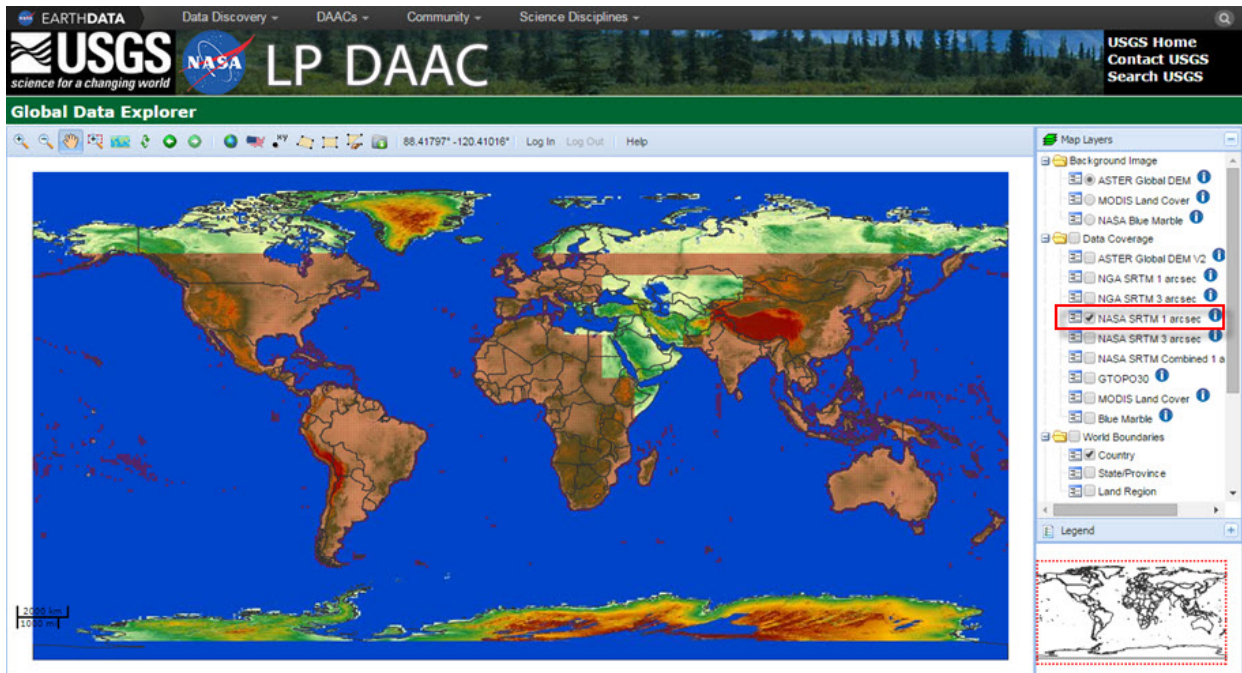 EARTHDATA Data Discovery DAACs Community Science Disciplines
USGS
science for a changing world
NASA
LP DAAC
USGS Home
Contact USGS
Search USGS
Global Data Explorer
xy 88.41797° -120.41016° Log In Log Out Help
Map Layers
Background Image
ASTER Global DEM
MODIS Land Cover
NASA Blue Marble
Data Coverage
ASTER Global DEM V2
NGA SRTM 1 arcsec
NGA SRTM 3 arcsec
NASA SRTM 1 arcsec
NASA SRTM 3 arcsec
NASA SRTM Combined 1 a
GTOPO30
MODIS Land Cover
Blue Marble
World Boundaries
Country
State/Province
Land Region
Legend
2000 km
1000 mi